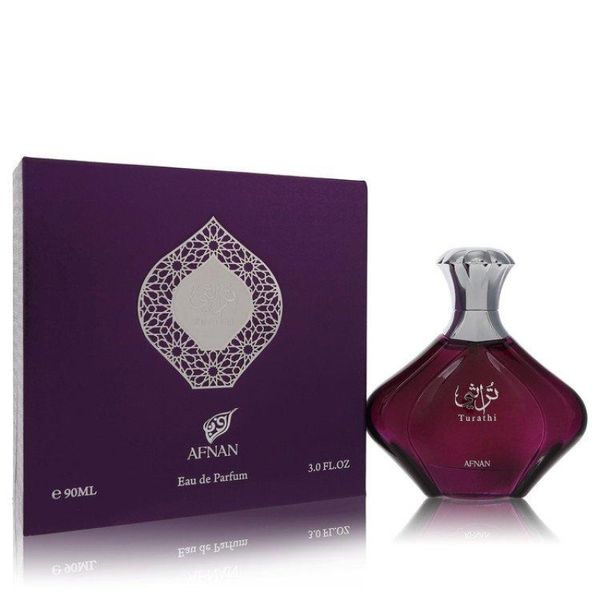 تراثي
Turathi
AFNAN
Eau de Parfum
e 90ML
3.0 FL.OZ
تراثي
Turathi
AFNAN